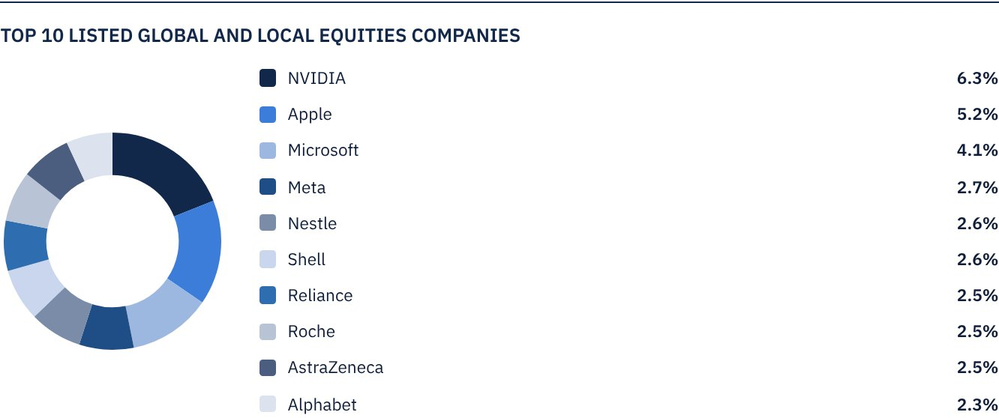 TOP 10 LISTED GLOBAL AND LOCAL EQUITIES COMPANIES
NVIDIA 6.3%
Apple 5.2%
Microsoft 4.1%
Meta 2.7%
Nestle 2.6%
Shell 2.6%
Reliance 2.5%
Roche 2.5%
AstraZeneca 2.5%
Alphabet 2.3%